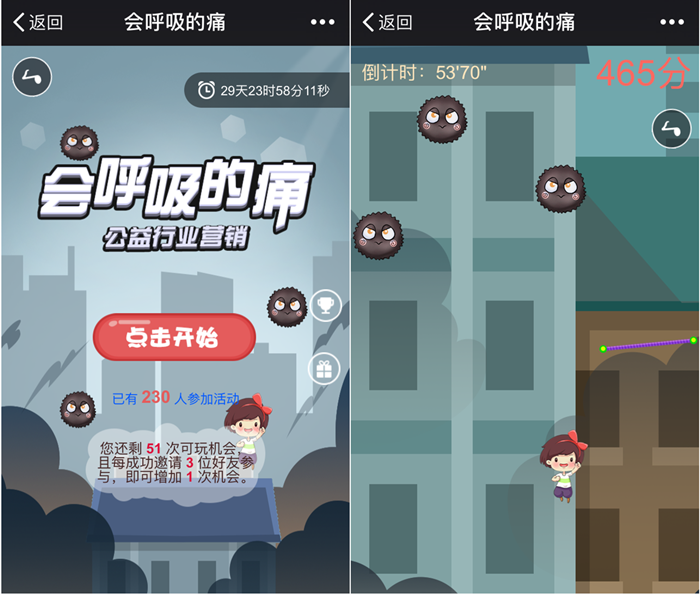 返回
会呼吸的痛
29天23时58分11秒
会呼吸的痛
公益行业营销
点击开始
已有 230 人参加活动
您还剩 51 次可玩机会，
且每成功邀请 3 位好友参
与，即可增加 1 次机会。
返回
会呼吸的痛
倒计时：53'70"
465分